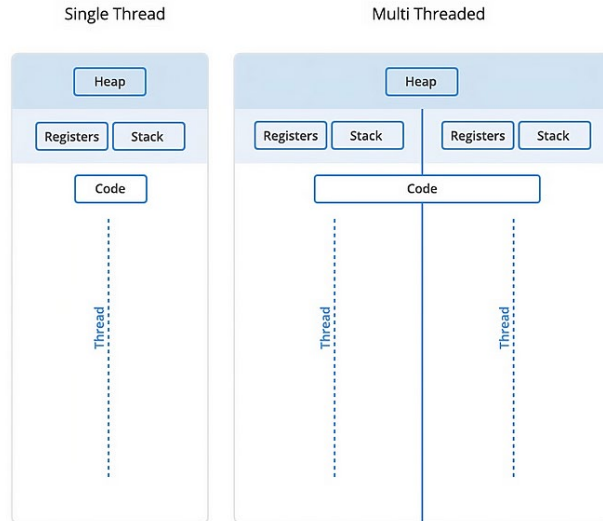 Single Thread
Multi Threaded
Heap
Heap
Registers Stack
Registers Stack Registers Stack
Code
Code
Thread
Thread
Thread